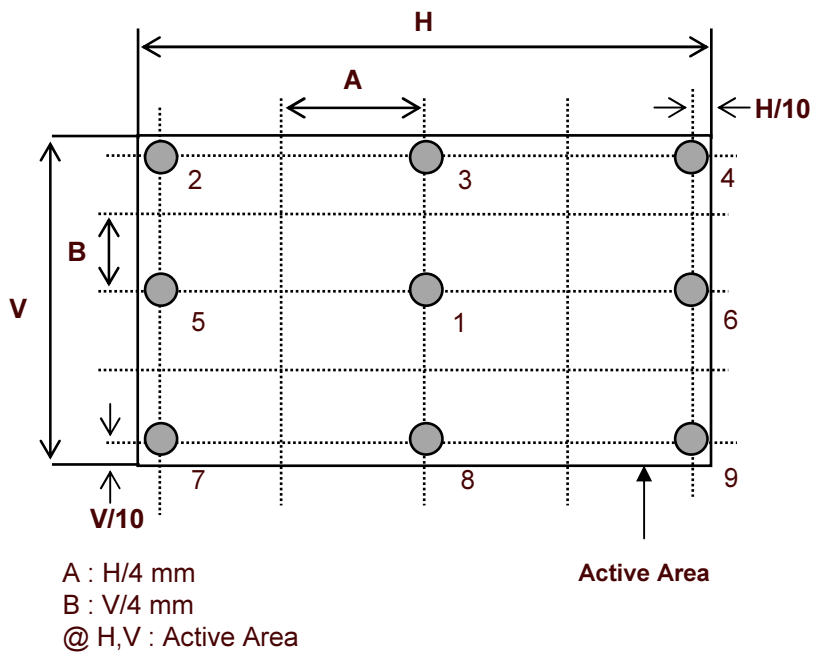 H
A
H/10
2 3 4
B
V
5 1 6
7 8 9
V/10
Active Area
A : H/4 mm
B : V/4 mm
@ H,V : Active Area